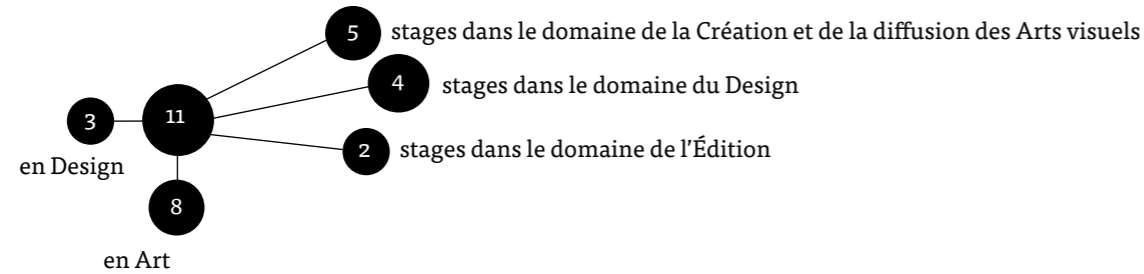 5 stages dans le domaine de la Création et de la diffusion des Arts visuels
4 stages dans le domaine du Design
3 11
2 stages dans le domaine de l’Édition
en Design
8
en Art